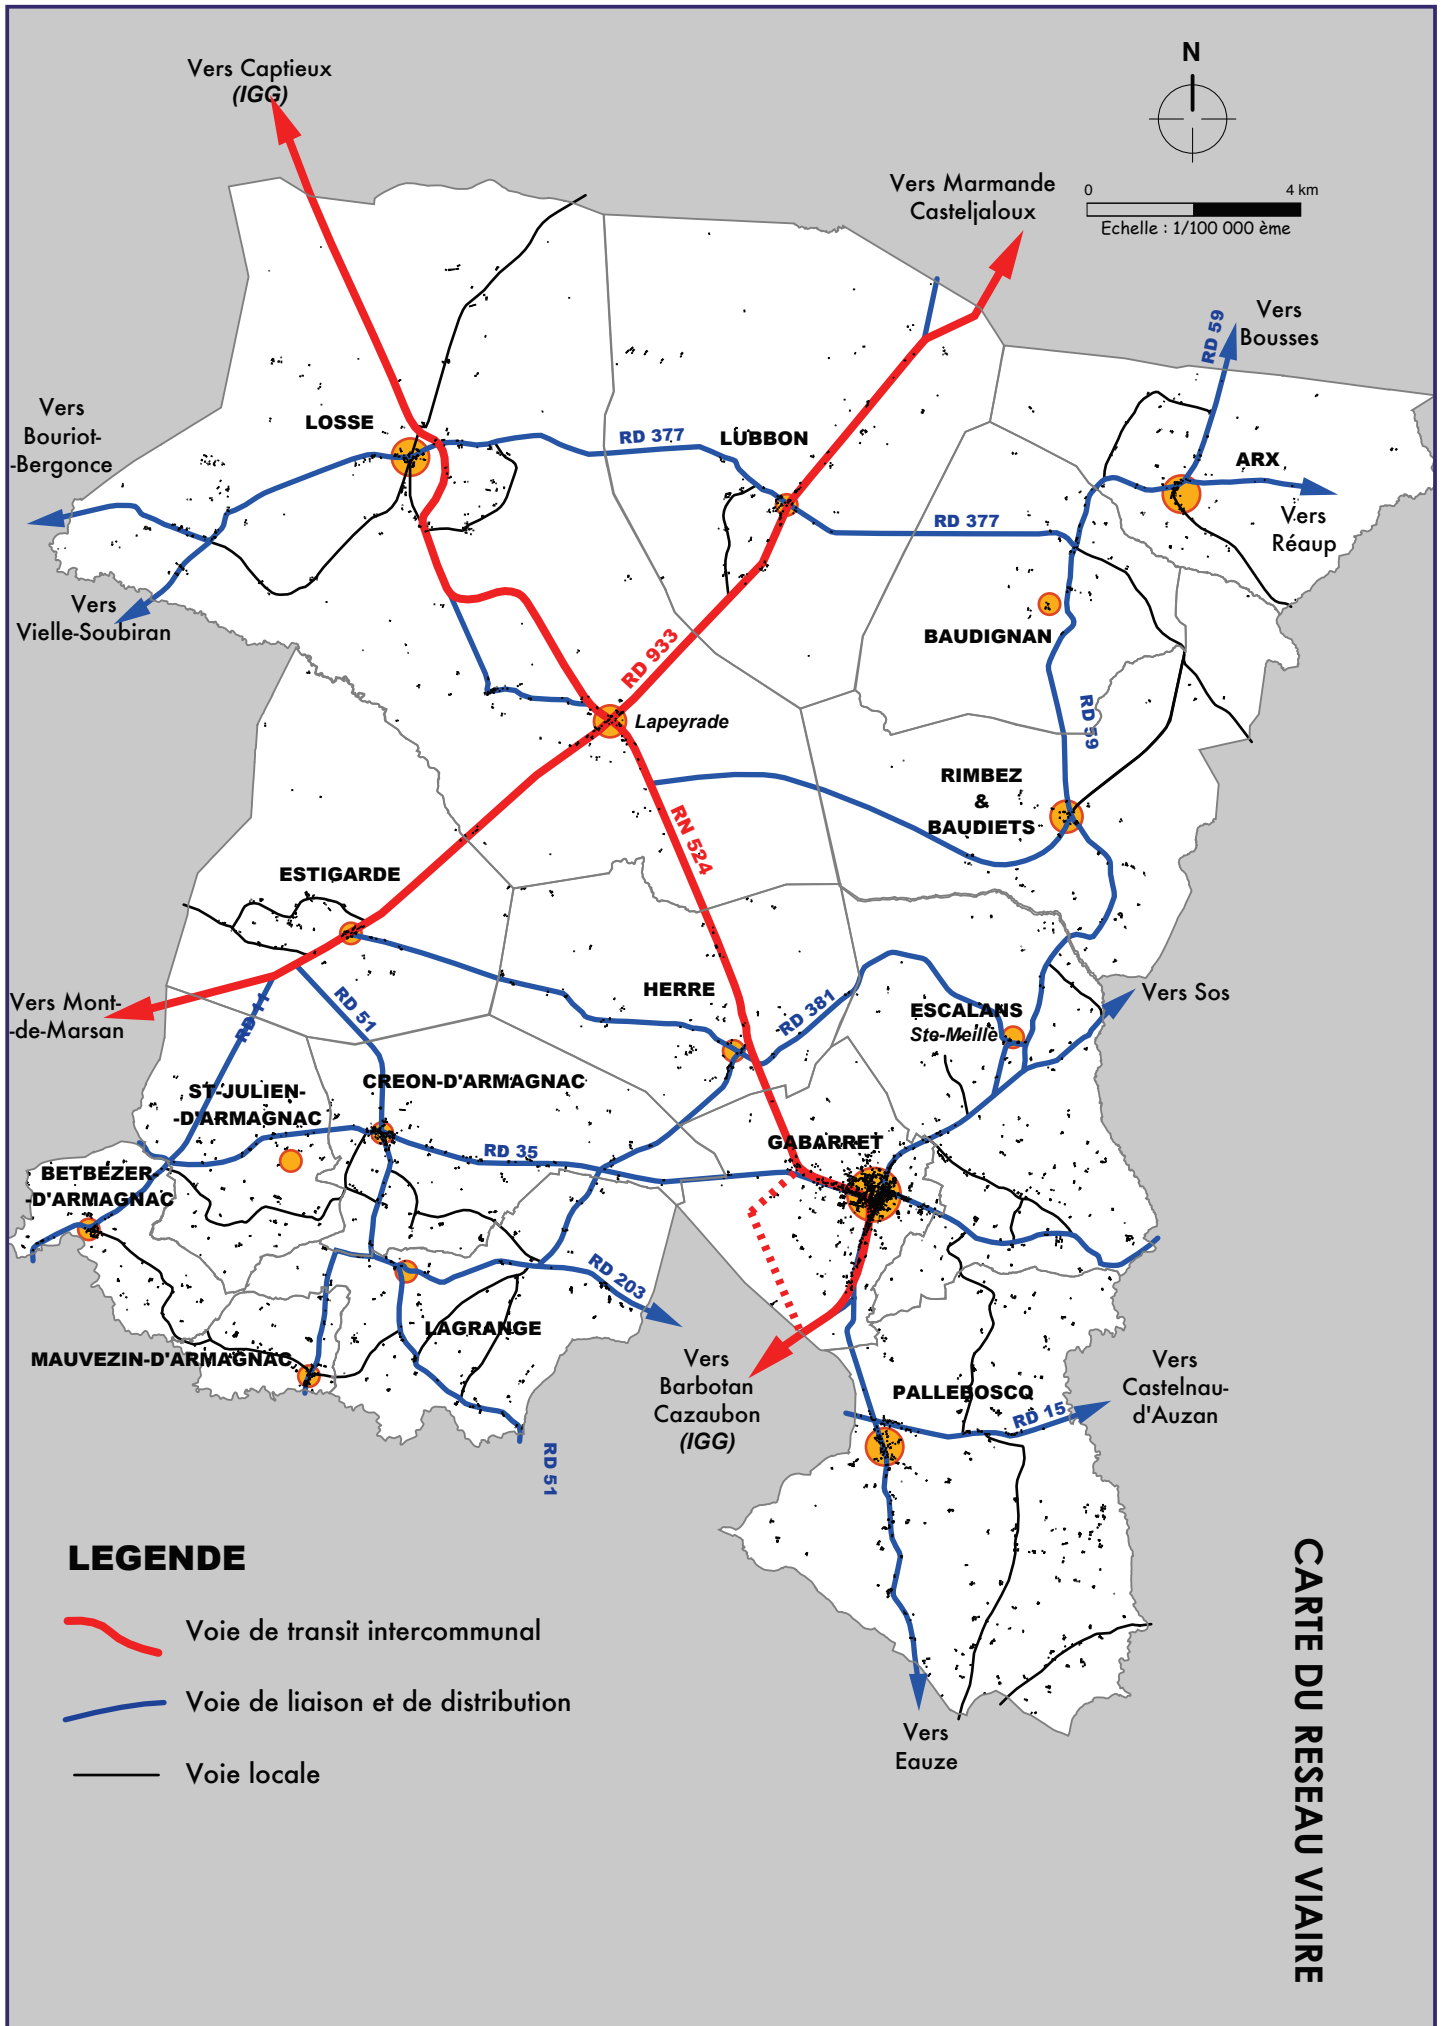 Vers Captieux
(IGG)
N
0
4 km
Echelle : 1/100 000 ème
Vers Marmande
Casteljaloux
RD 59
Vers
Bousses
Vers
Bouriot-
-Bergonce
LOSSE
RD 377
LUBBON
ARX
RD 377
Vers
Réaup
Vers
Vielle-Soubiran
BAUDIGNAN
RD 933
Lapeyrade
RD 59
RIMBEZ
&
BAUDIETS
RN 524
ESTIGARDE
Vers Mont-
-de-Marsan
RD 11
RD 51
HERRE
RD 381
ESCALANS
Ste-Meille
Vers Sos
ST-JULIEN-
-D'ARMAGNAC
CREON-D'ARMAGNAC
RD 35
GABARRET
BETBEZER-
-D'ARMAGNAC
RD 203
LAGRANGE
MAUVEZIN-D'ARMAGNAC
Vers
Barbotan
Cazaubon
(IGG)
PALLEBOSCQ
RD 15
Vers
Castelnau-
d'Auzan
RD 51
Vers
Eauze
LEGENDE
Voie de transit intercommunal
Voie de liaison et de distribution
Voie locale
CARTE DU RESEAU VIAIRE